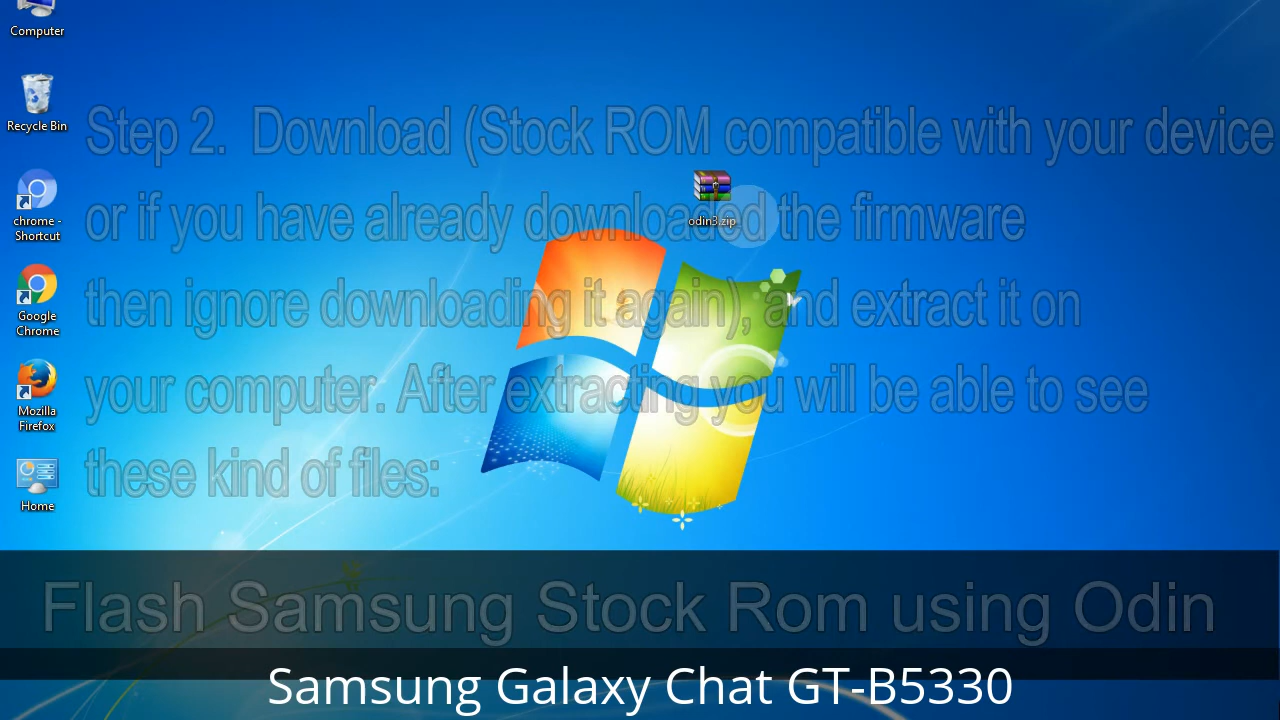 Computer
Recycle Bin
chrome -
Shortcut
Google
Chrome
Mozilla
Firefox
Home
odin3.zip
Step 2. Download (Stock ROM compatible with your device
or if you have already downloaded the firmware
then ignore downloading it again), and extract it on
your computer. After extracting you will be able to see
these kind of files:
Flash Samsung Stock Rom using Odin
Samsung Galaxy Chat GT-B5330